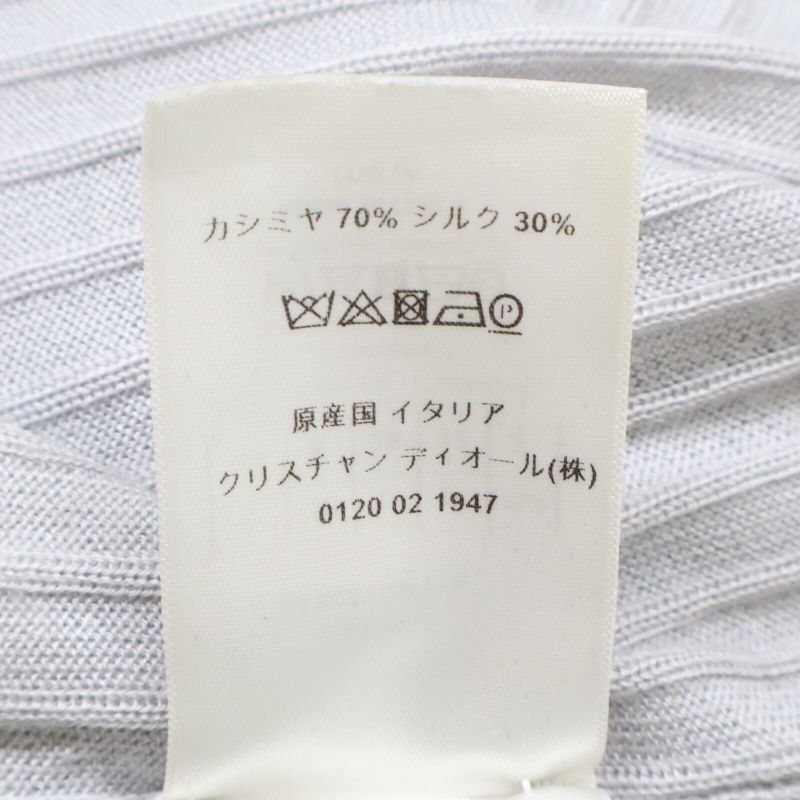 カシミヤ 70% シルク 30%
P
原産国 イタリア
クリスチャン ディオール(株)
0120 02 1947